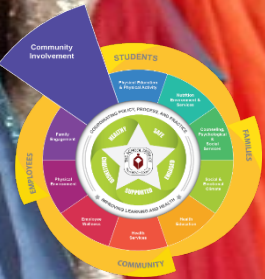 Community
Involvement
STUDENTS
Physical Education
& Physical Activity
Nutrition
Environment &
Services
Counseling,
Psychological
& Social
Services
FAMILIES
Social &
Emotional
Climate
Health
Education
COMMUNITY
Health
Services
Employee
Wellness
Physical
Environment
EMPLOYEES
Family
Engagement
COORDINATING POLICY, PROCESS, AND PRACTICE
IMPROVING LEARNING AND HEALTH
HEALTHY
SAFE
ENGAGED
SUPPORTED
CHALLENGED